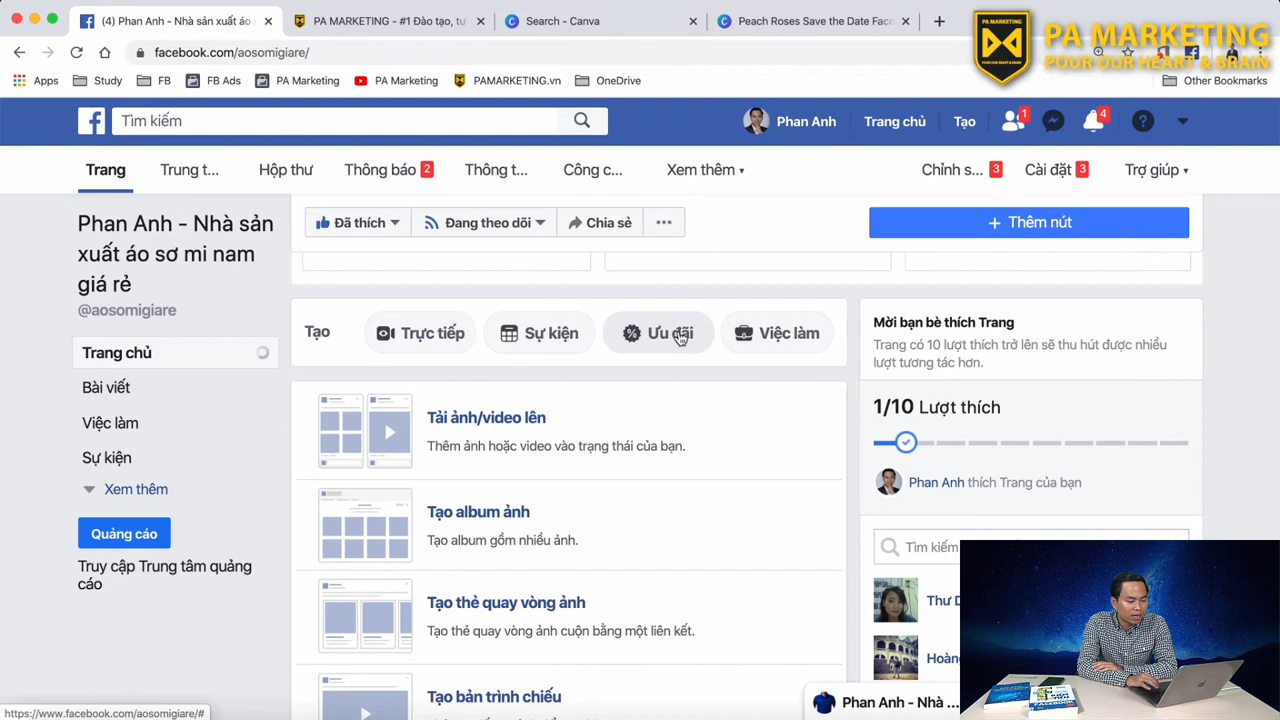 (4) Phan Anh - Nhà sản xuất áo s
PA MARKETING - #1 Đào tạo, tư
Search - Canva
Peach Roses Save the Date Face
PA MARKETING
POUR OUR HEART & BRAIN
facebook.com/aosomigiare/
Apps
Study
FB
FB Ads
PA Marketing
PA Marketing
PAMARKETING.vn
OneDrive
Other Bookmarks
Tìm kiếm
Phan Anh
Trang chủ
Tạo
1
4
Trang
Trung t...
Hộp thư
Thông báo 2
Thông t...
Công c...
Xem thêm
Chỉnh s... 3
Cài đặt 3
Trợ giúp
Phan Anh - Nhà sản
xuất áo sơ mi nam
giá rẻ
@aosomigiare
Trang chủ
Bài viết
Việc làm
Sự kiện
Xem thêm
Quảng cáo
Truy cập Trung tâm quảng
cáo
Đã thích
Đang theo dõi
Chia sẻ
+ Thêm nút
Tạo
Trực tiếp
Sự kiện
Ưu đãi
Việc làm
Tải ảnh/video lên
Thêm ảnh hoặc video vào trạng thái của bạn.
Tạo album ảnh
Tạo album gồm nhiều ảnh.
Tạo thẻ quay vòng ảnh
Tạo thẻ quay vòng ảnh cuộn bằng một liên kết.
Tạo bản trình chiếu
Mời bạn bè thích Trang
Trang có 10 lượt thích trở lên sẽ thu hút được nhiều
lượt tương tác hơn.
1/10 Lượt thích
Phan Anh thích Trang của bạn
Tìm kiếm
Thư D
Hoàn
Phan Anh - Nhà ...
https://www.facebook.com/aosomigiare/#